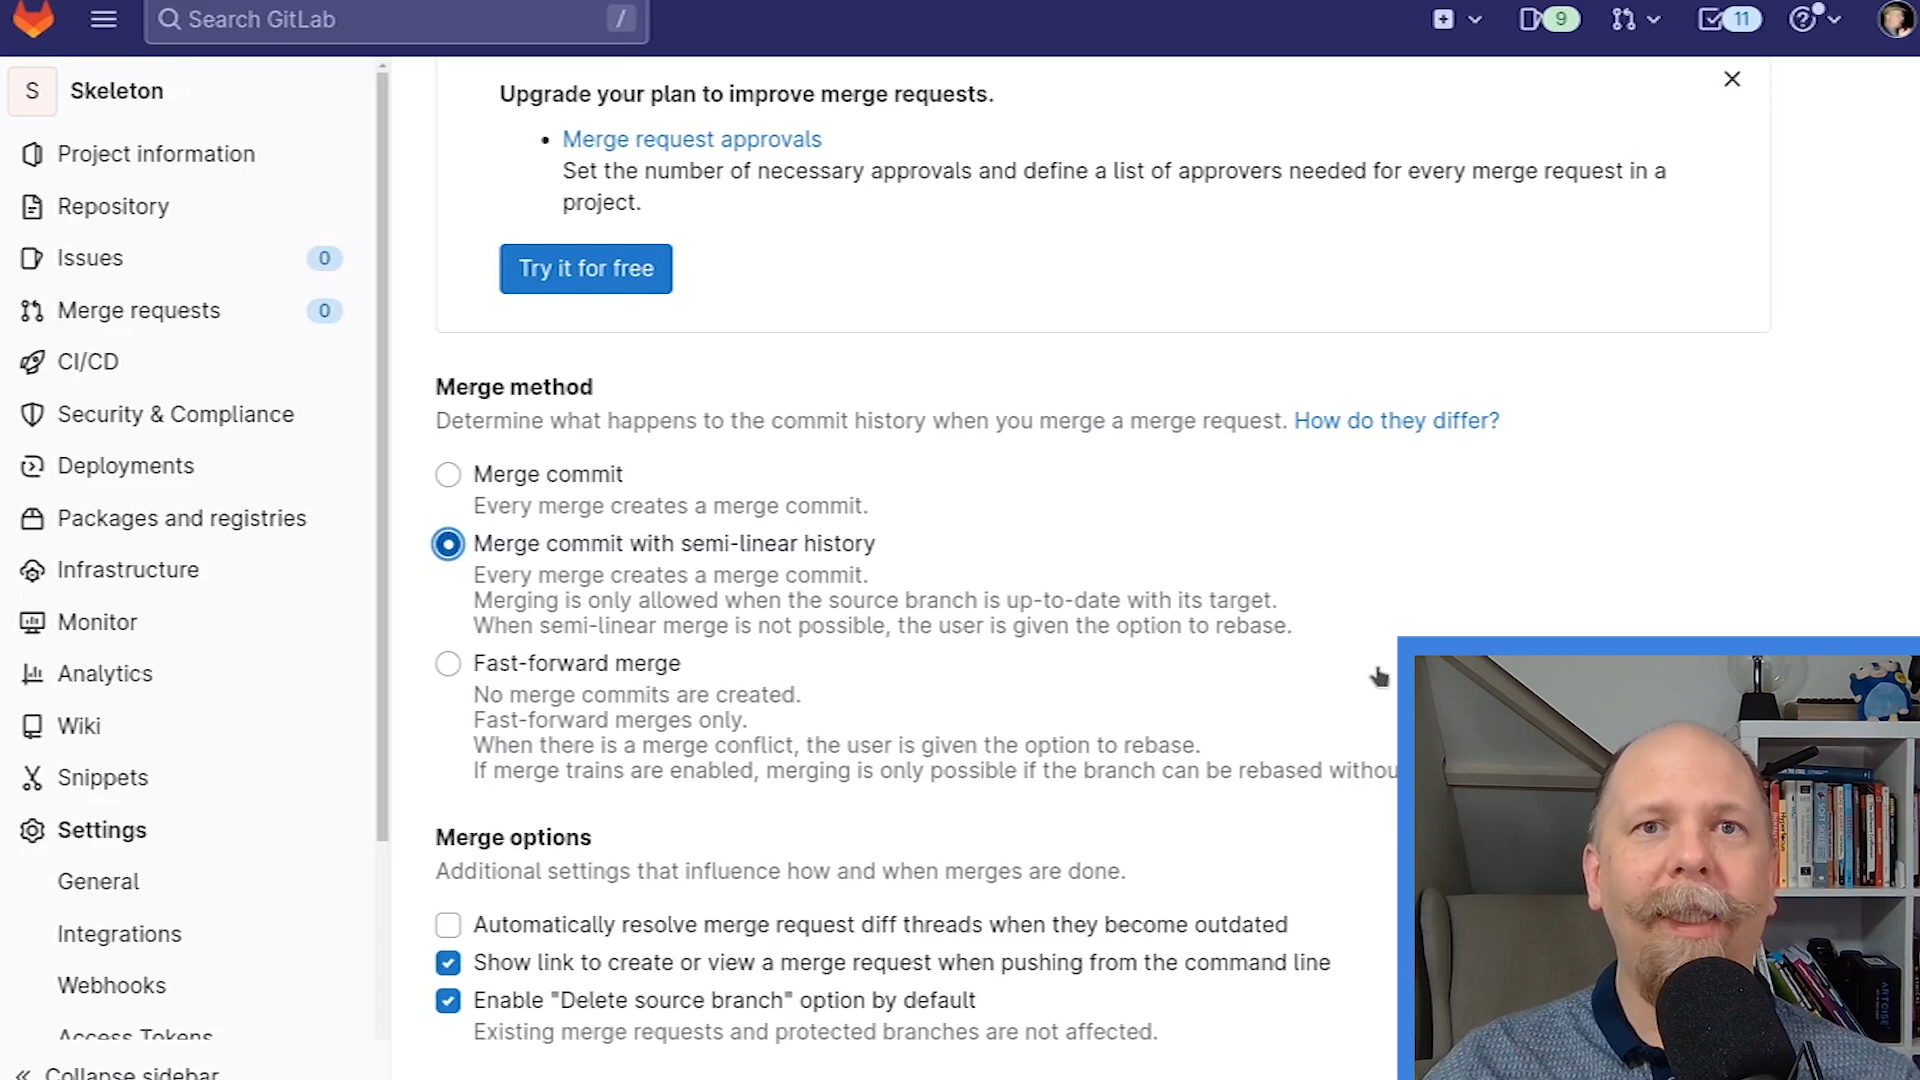 Search GitLab
/
9
11
S
Skeleton
Project information
Repository
Issues
0
Merge requests
0
CI/CD
Security & Compliance
Deployments
Packages and registries
Infrastructure
Monitor
Analytics
Wiki
Snippets
Settings
General
Integrations
Webhooks
Access Tokens
Collapse sidebar
Upgrade your plan to improve merge requests.
Merge request approvals
Set the number of necessary approvals and define a list of approvers needed for every merge request in a
project.
Try it for free
Merge method
Determine what happens to the commit history when you merge a merge request. How do they differ?
Merge commit
Every merge creates a merge commit.
Merge commit with semi-linear history
Every merge creates a merge commit.
Merging is only allowed when the source branch is up-to-date with its target.
When semi-linear merge is not possible, the user is given the option to rebase.
Fast-forward merge
No merge commits are created.
Fast-forward merges only.
When there is a merge conflict, the user is given the option to rebase.
If merge trains are enabled, merging is only possible if the branch can be rebased withou
Merge options
Additional settings that influence how and when merges are done.
Automatically resolve merge request diff threads when they become outdated
Show link to create or view a merge request when pushing from the command line
Enable "Delete source branch" option by default
Existing merge requests and protected branches are not affected.